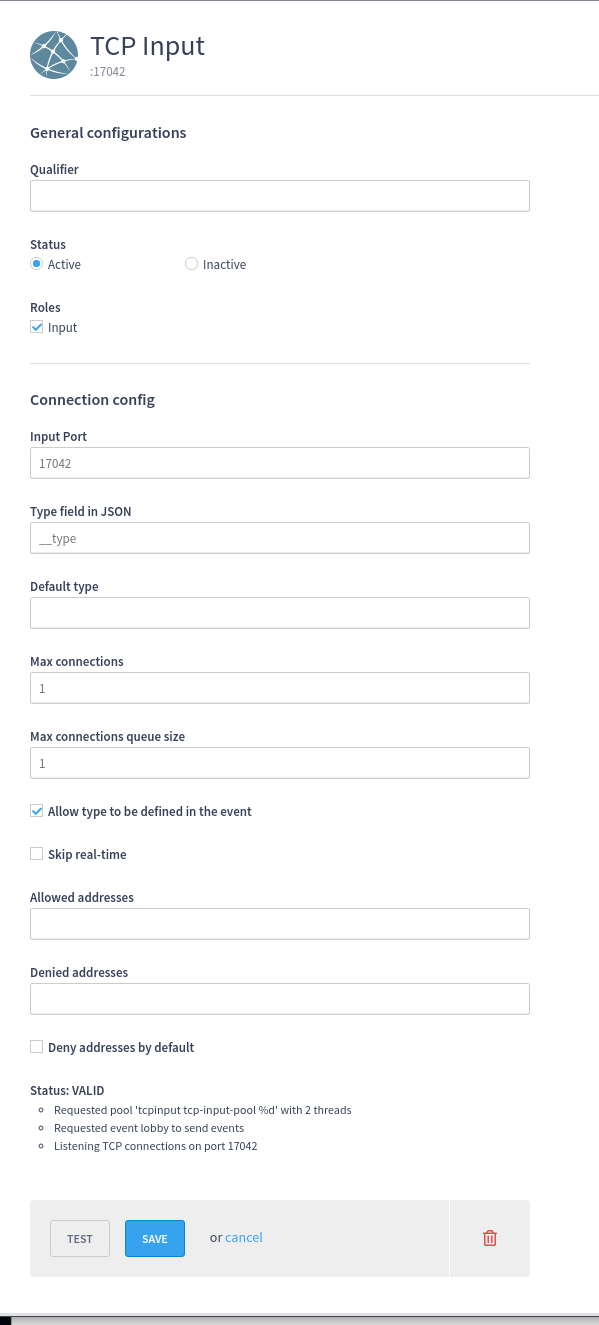 TCP Input
:17042
General configurations
Qualifier
Status
Active Inactive
Roles
Input
Connection config
Input Port
17042
Type field in JSON
__type
Default type
Max connections
1
Max connections queue size
1
Allow type to be defined in the event
Skip real-time
Allowed addresses
Denied addresses
Deny addresses by default
Status: VALID
Requested pool 'tcpinput tcp-input-pool %d' with 2 threads
Requested event lobby to send events
Listening TCP connections on port 17042
TEST SAVE or cancel